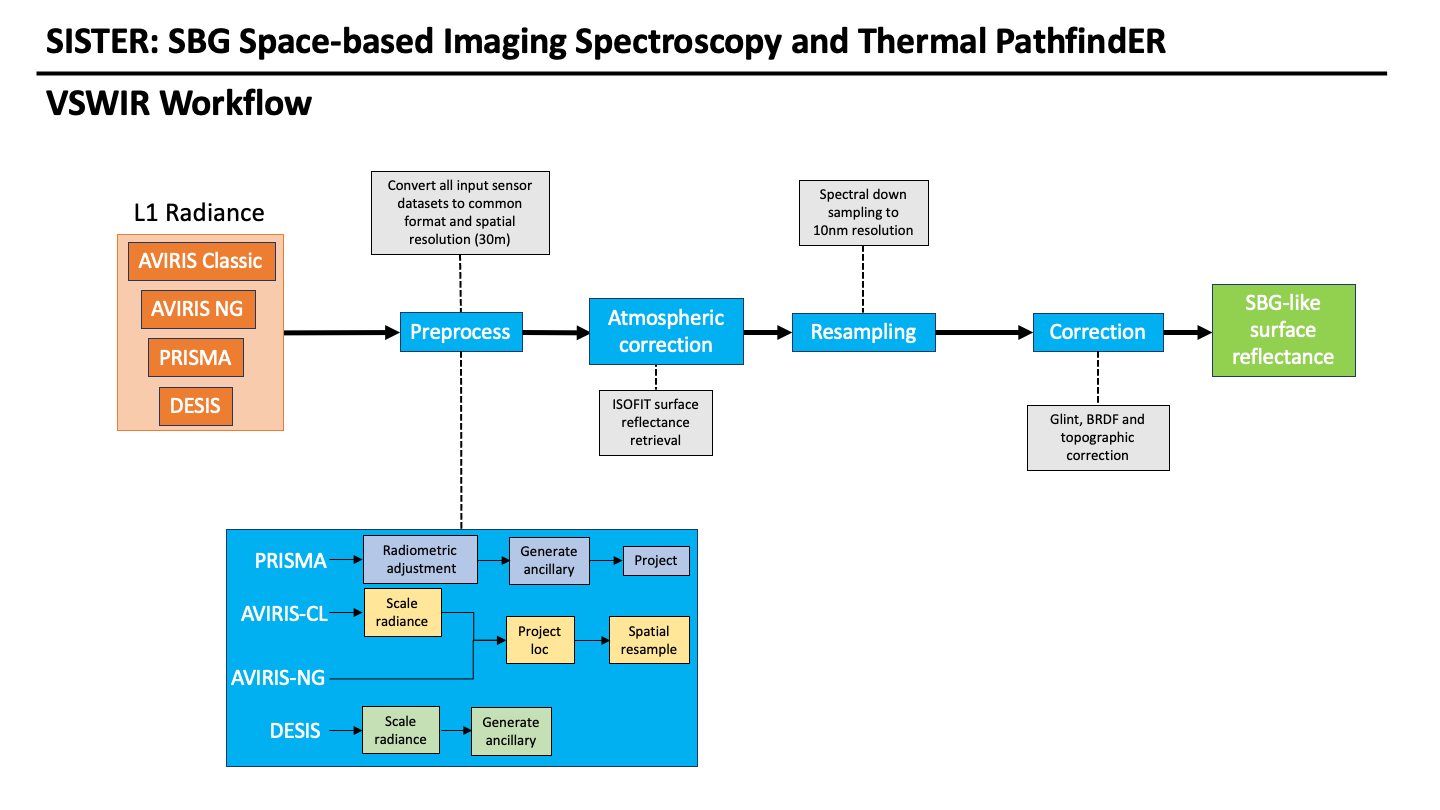 SISTER: SBG Space-based Imaging Spectroscopy and Thermal PathfindER
VSWIR Workflow
L1 Radiance
AVIRIS Classic
AVIRIS NG
PRISMA
DESIS
Convert all input sensor
datasets to common
format and spatial
resolution (30m)
Preprocess
Atmospheric
correction
ISOFIT surface
reflectance
retrieval
Spectral down
sampling to
10nm resolution
Resampling
Correction
Glint, BRDF and
topographic
correction
SBG-like
surface
reflectance
PRISMA
Radiometric
adjustment
Generate
ancillary
Project
AVIRIS-CL
Scale
radiance
Project
loc
Spatial
resample
AVIRIS-NG
DESIS
Scale
radiance
Generate
ancillary